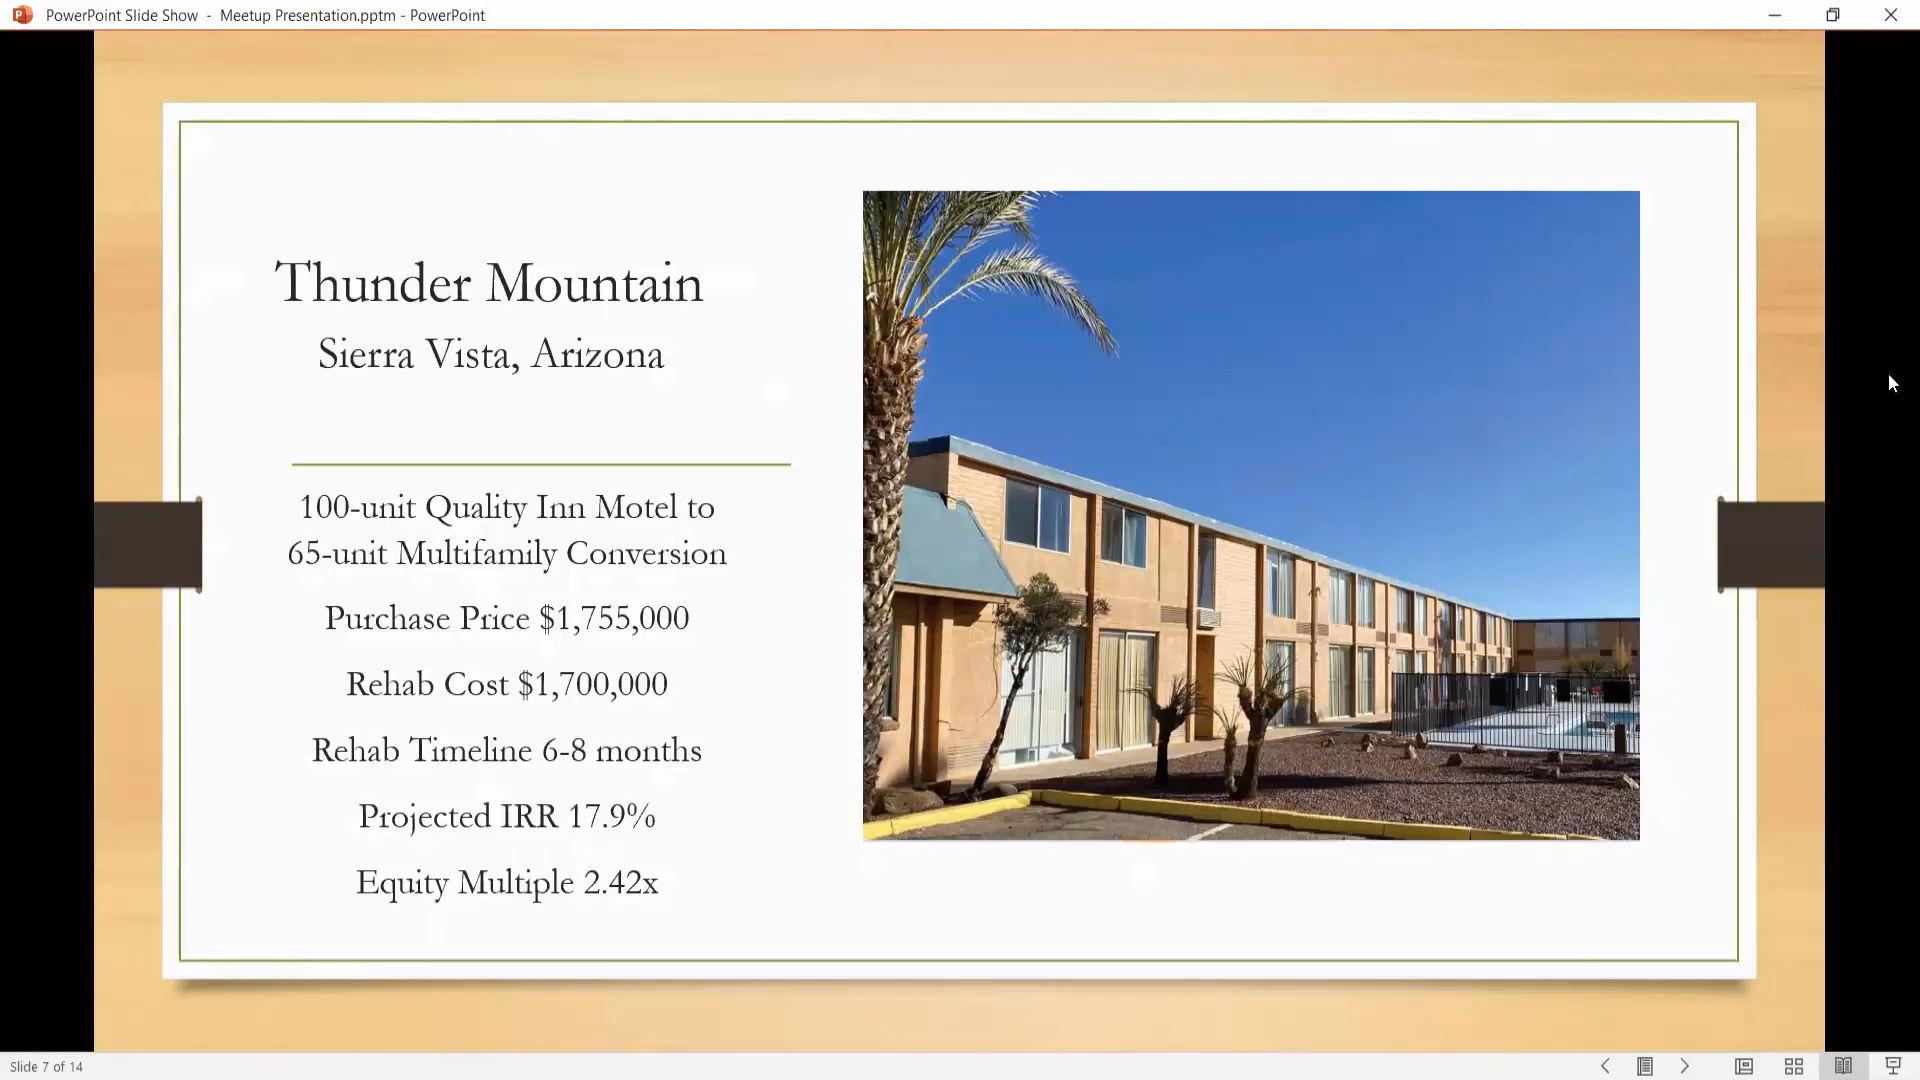 PowerPoint Slide Show - Meetup Presentation.pptm - PowerPoint
Thunder Mountain
Sierra Vista, Arizona
100-unit Quality Inn Motel to
65-unit Multifamily Conversion
Purchase Price $1,755,000
Rehab Cost $1,700,000
Rehab Timeline 6-8 months
Projected IRR 17.9%
Equity Multiple 2.42x
Slide 7 of 14